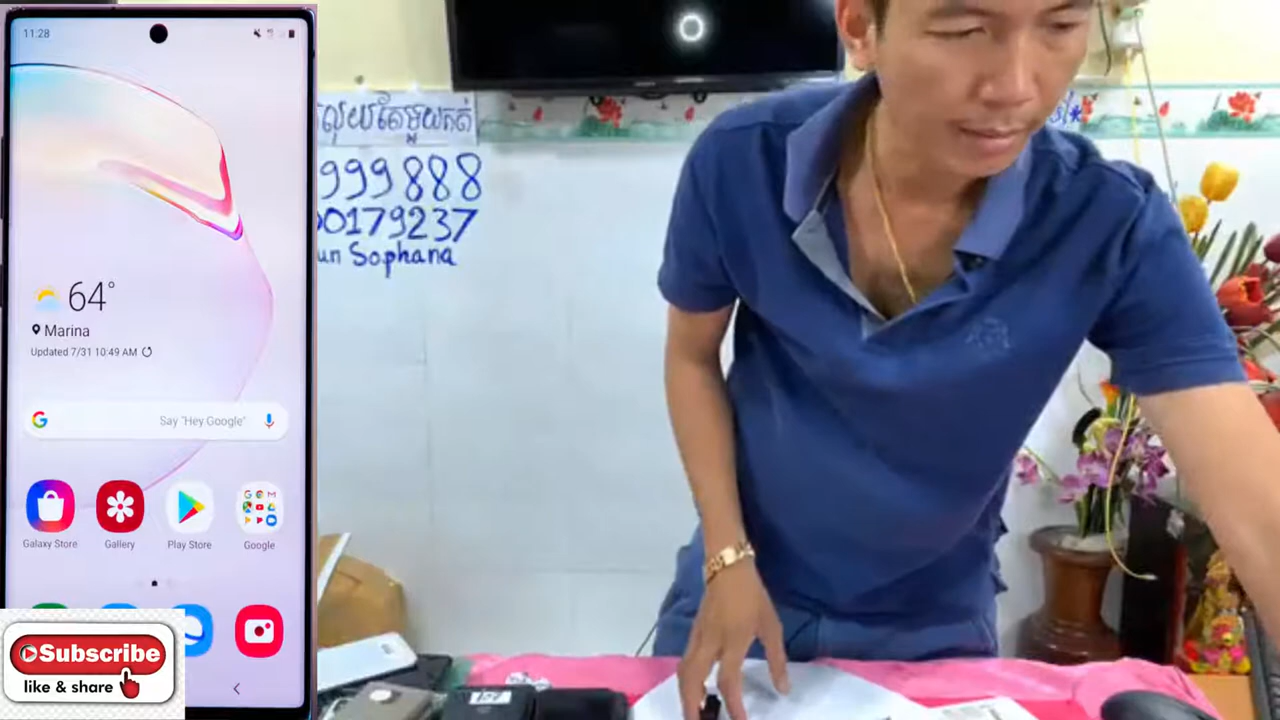 11:28
64°
Marina
Updated 7/31 10:49 AM
Say "Hey Google"
Galaxy Store
Gallery
Play Store
Google
Subscribe
like & share
999888
0179237
un Sophana